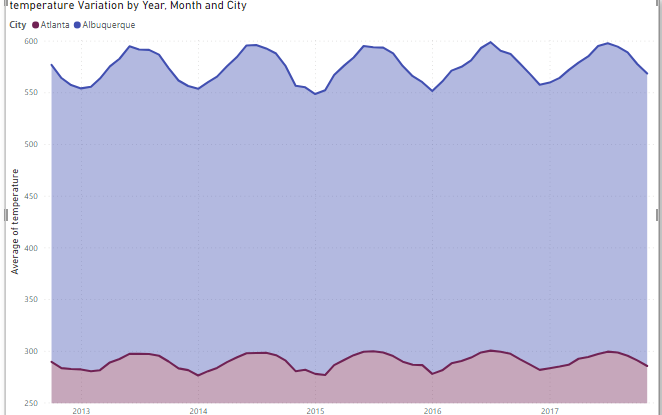 temperature Variation by Year, Month and City
City Atlanta Albuquerque
600
550
500
450
400
350
300
250
Average of temperature
2013 2014 2015 2016 2017